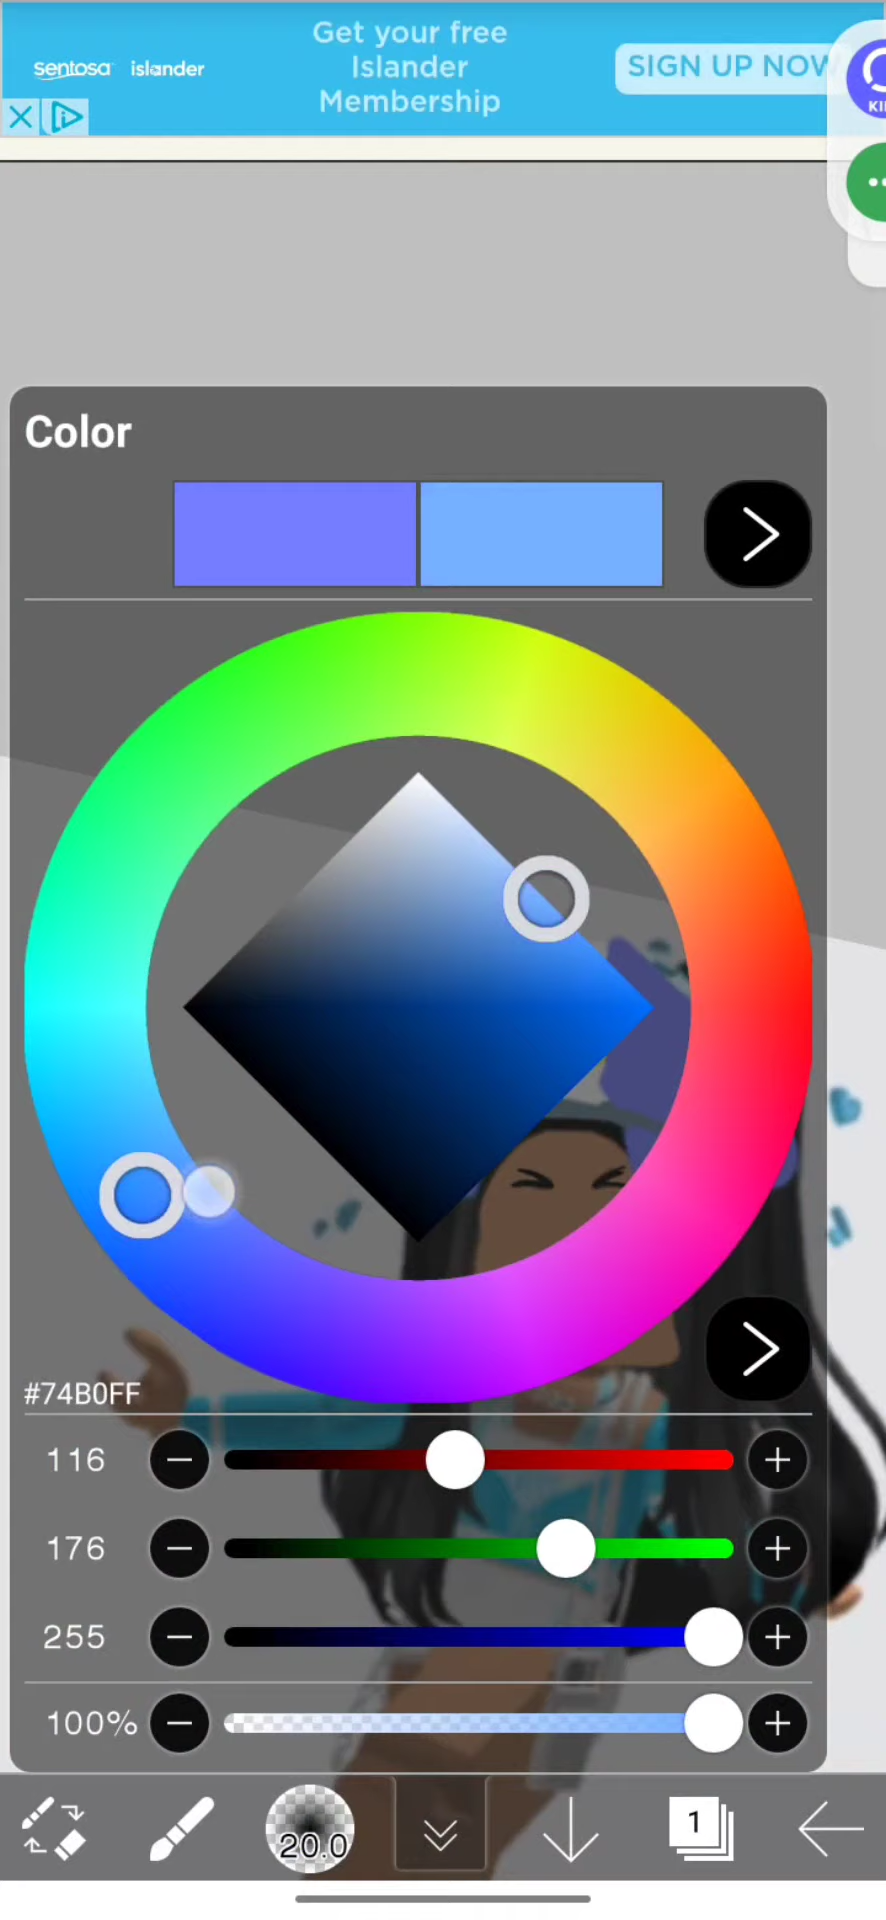 Get your free
sentosa islander
Islander
SIGN UP NOW
Membership
Color
#74B0FF
116
176
255
100%
20.0
1